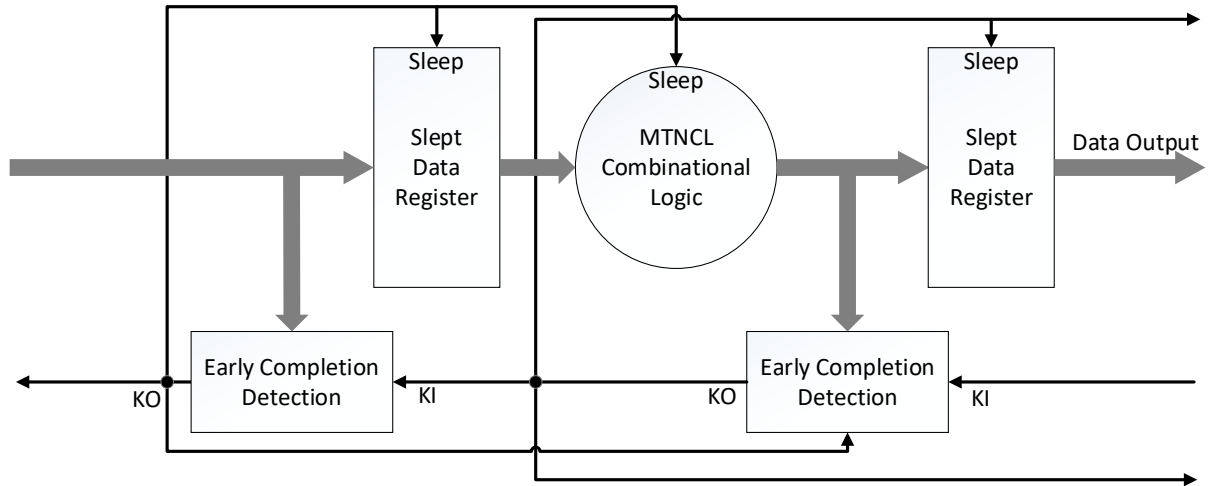 Sleep
Slept
Data
Register
Sleep
MTNCL
Combinational
Logic
Sleep
Slept
Data
Register
Data Output
Early Completion
Detection
KO
KI
Early Completion
Detection
KO
KI